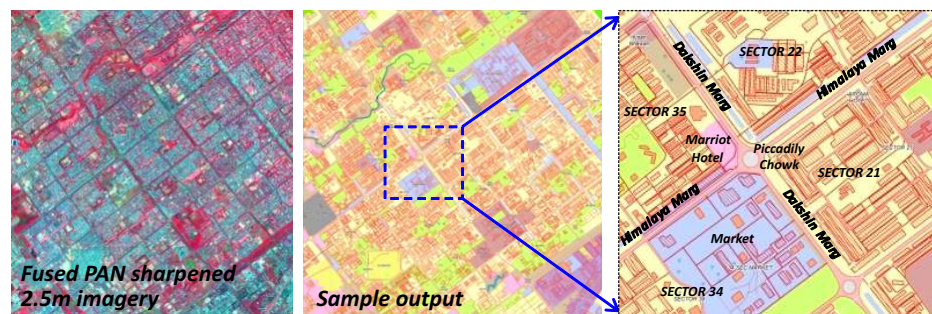 Fused PAN sharpened
2.5m imagery
Sample output
SECTOR 22
Dakshin Marg
Himalaya Marg
SECTOR 35
Marriot
Hotel
Piccadily
Chowk
SECTOR 21
Himalaya Marg
Dakshin Marg
Market
SECTOR 34